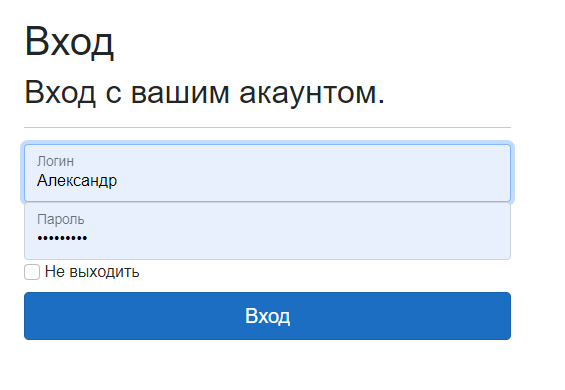 Вход
Вход с вашим акаунтом.
Логин
Александр
Пароль
•••••••••
Не выходить
Вход